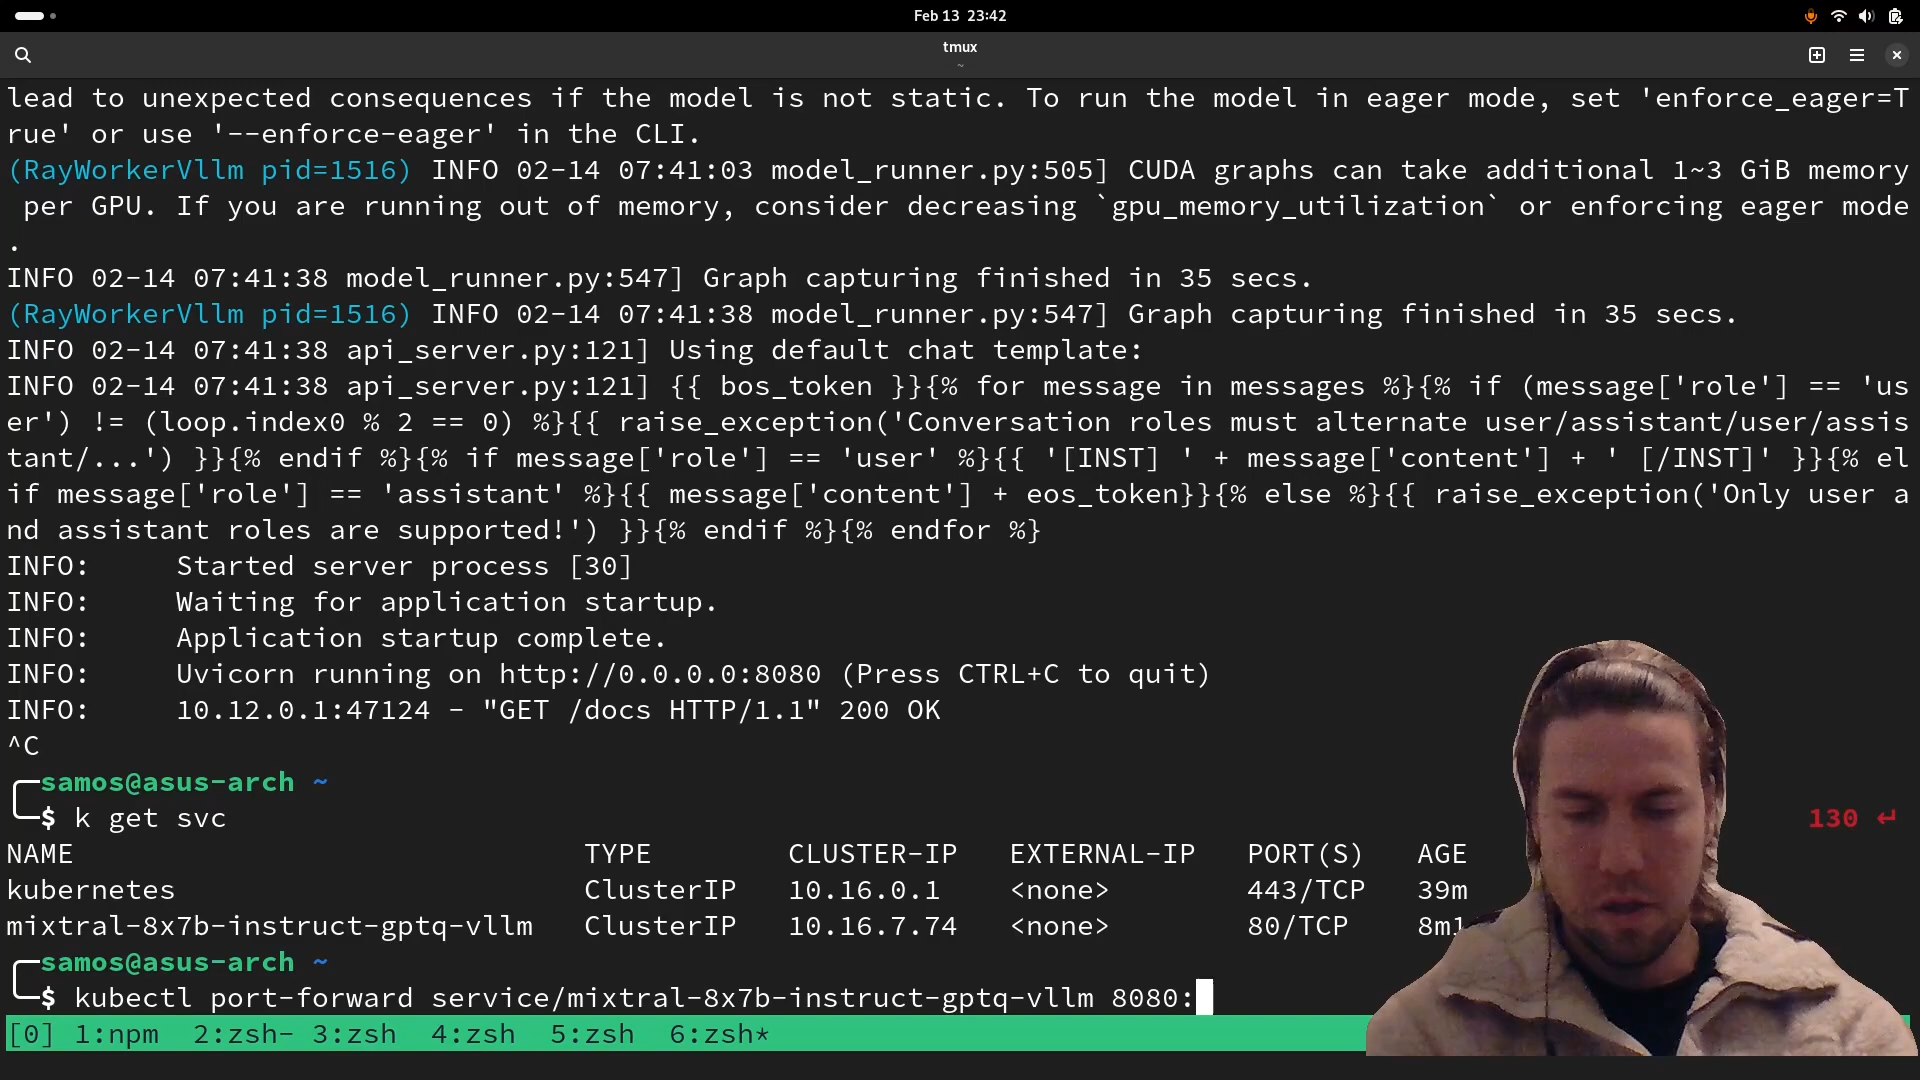 Feb 13 23:42
tmux
~
lead to unexpected consequences if the model is not static. To run the model in eager mode, set 'enforce_eager=T
rue' or use '--enforce-eager' in the CLI.
(RayWorkerVllm pid=1516) INFO 02-14 07:41:03 model_runner.py:505] CUDA graphs can take additional 1~3 GiB memory
per GPU. If you are running out of memory, consider decreasing `gpu_memory_utilization` or enforcing eager mode
.
INFO 02-14 07:41:38 model_runner.py:547] Graph capturing finished in 35 secs.
(RayWorkerVllm pid=1516) INFO 02-14 07:41:38 model_runner.py:547] Graph capturing finished in 35 secs.
INFO 02-14 07:41:38 api_server.py:121] Using default chat template:
INFO 02-14 07:41:38 api_server.py:121] {{ bos_token }}{% for message in messages %}{% if (message['role'] == 'us
er') != (loop.index0 % 2 == 0) %}{{ raise_exception('Conversation roles must alternate user/assistant/user/assis
tant/...') }}{% endif %}{% if message['role'] == 'user' %}{{ '[INST] ' + message['content'] + ' [/INST]' }}{% el
if message['role'] == 'assistant' %}{{ message['content'] + eos_token}}{% else %}{{ raise_exception('Only user a
nd assistant roles are supported!') }}{% endif %}{% endfor %}
INFO:     Started server process [30]
INFO:     Waiting for application startup.
INFO:     Application startup complete.
INFO:     Uvicorn running on http://0.0.0.0:8080 (Press CTRL+C to quit)
INFO:     10.12.0.1:47124 - "GET /docs HTTP/1.1" 200 OK
^C
samos@asus-arch ~
$ k get svc 130 ↵
NAME TYPE CLUSTER-IP EXTERNAL-IP PORT(S) AGE
kubernetes ClusterIP 10.16.0.1 <none> 443/TCP 39m
mixtral-8x7b-instruct-gptq-vllm ClusterIP 10.16.7.74 <none> 80/TCP 8m1
samos@asus-arch ~
$ kubectl port-forward service/mixtral-8x7b-instruct-gptq-vllm 8080:
[0] 1:npm 2:zsh- 3:zsh 4:zsh 5:zsh 6:zsh*